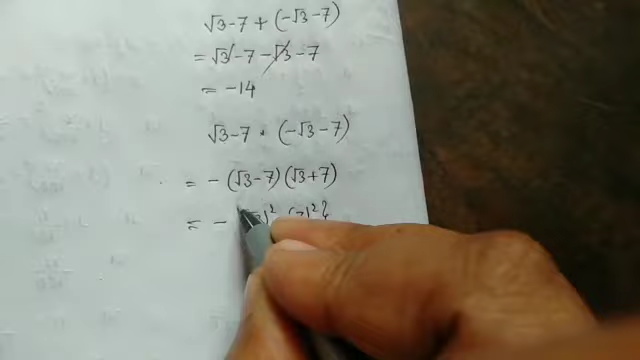 √3-7 + (-√3-7)
= √3-7-√3-7
= -14
√3-7 · (-√3-7)
= - (√3-7) (√3+7)
= -